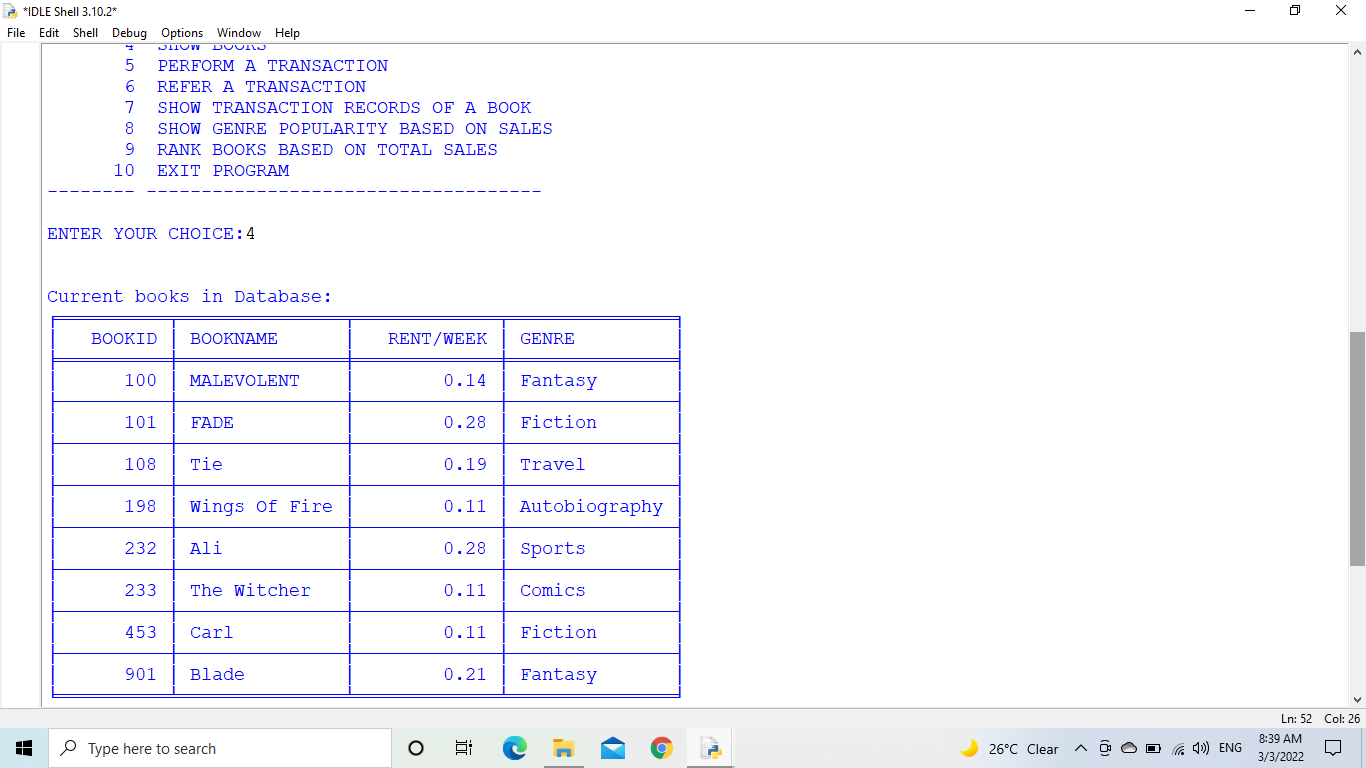 *IDLE Shell 3.10.2*
File Edit Shell Debug Options Window Help
4 SHOW BOOKS
5 PERFORM A TRANSACTION
6 REFER A TRANSACTION
7 SHOW TRANSACTION RECORDS OF A BOOK
8 SHOW GENRE POPULARITY BASED ON SALES
9 RANK BOOKS BASED ON TOTAL SALES
10 EXIT PROGRAM
-------- ------------------------------------
ENTER YOUR CHOICE:4
Current books in Database:
BOOKID BOOKNAME RENT/WEEK GENRE
100 MALEVOLENT 0.14 Fantasy
101 FADE 0.28 Fiction
108 Tie 0.19 Travel
198 Wings Of Fire 0.11 Autobiography
232 Ali 0.28 Sports
233 The Witcher 0.11 Comics
453 Carl 0.11 Fiction
901 Blade 0.21 Fantasy
Ln: 52 Col: 26
Type here to search
26°C Clear
ENG
8:39 AM
3/3/2022